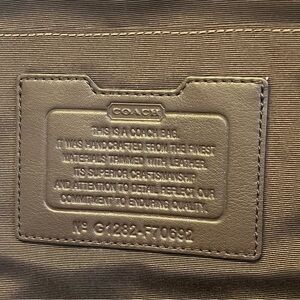 COACH
THIS IS A COACH BAG.
IT WAS HANDCRAFTED FROM THE FINEST
MATERIALS TRIMMED WITH LEATHER.
ITS SUPERIOR CRAFTSMANSHIP
AND ATTENTION TO DETAIL REFLECT OUR
COMMITMENT TO ENDURING QUALITY.
Nº G1282-F70692